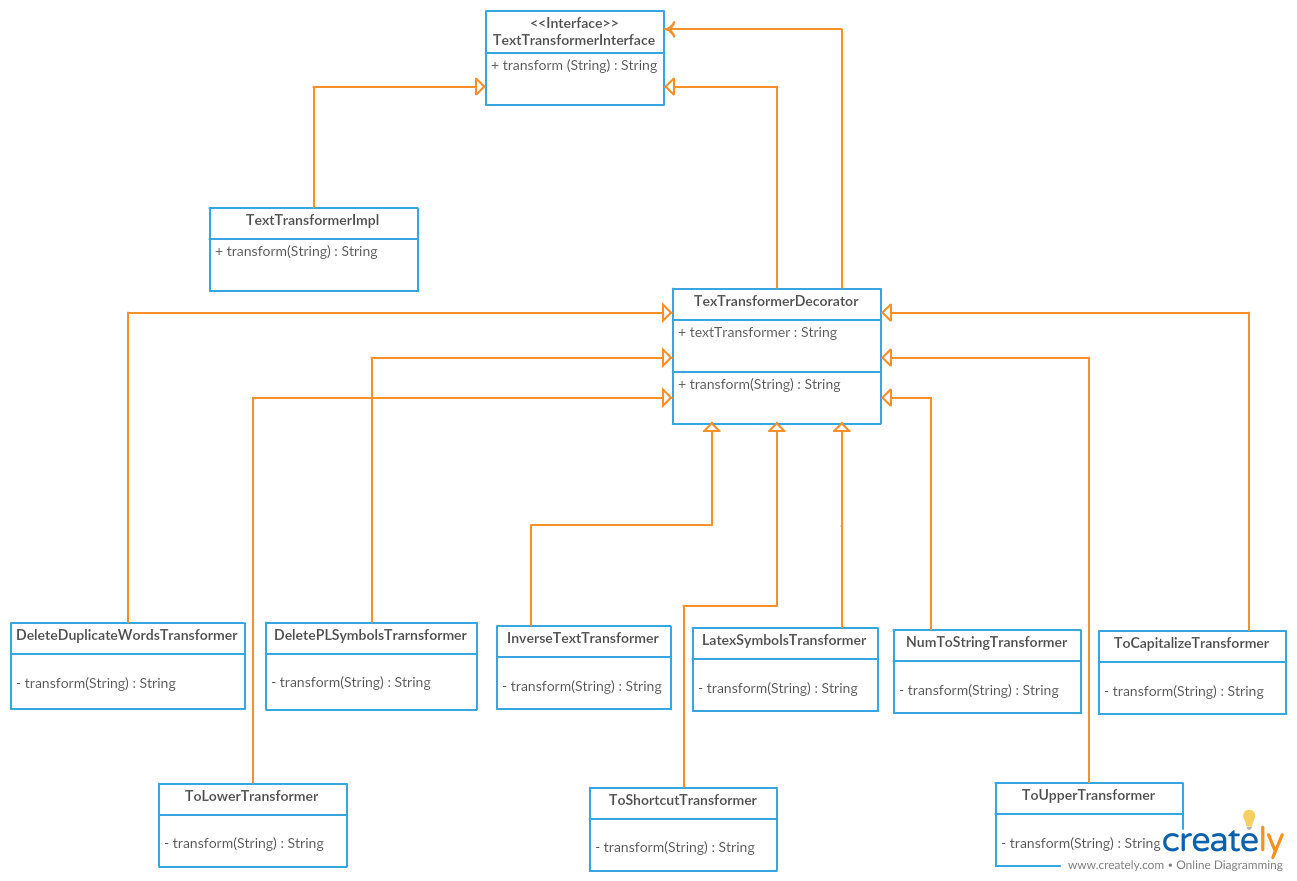 <<Interface>>
TextTransformerInterface
+ transform (String) : String
TextTransformerImpl
+ transform(String) : String
TexTransformerDecorator
+ textTransformer : String
+ transform(String) : String
DeleteDuplicateWordsTransformer
- transform(String) : String
DeletePLSymbolsTrarnsformer
- transform(String) : String
InverseTextTransformer
- transform(String) : String
LatexSymbolsTransformer
- transform(String) : String
NumToStringTransformer
- transform(String) : String
ToCapitalizeTransformer
- transform(String) : String
ToLowerTransformer
- transform(String) : String
ToShortcutTransformer
- transform(String) : String
ToUpperTransformer
- transform(String) : String
creately
www.creately.com • Online Diagramming